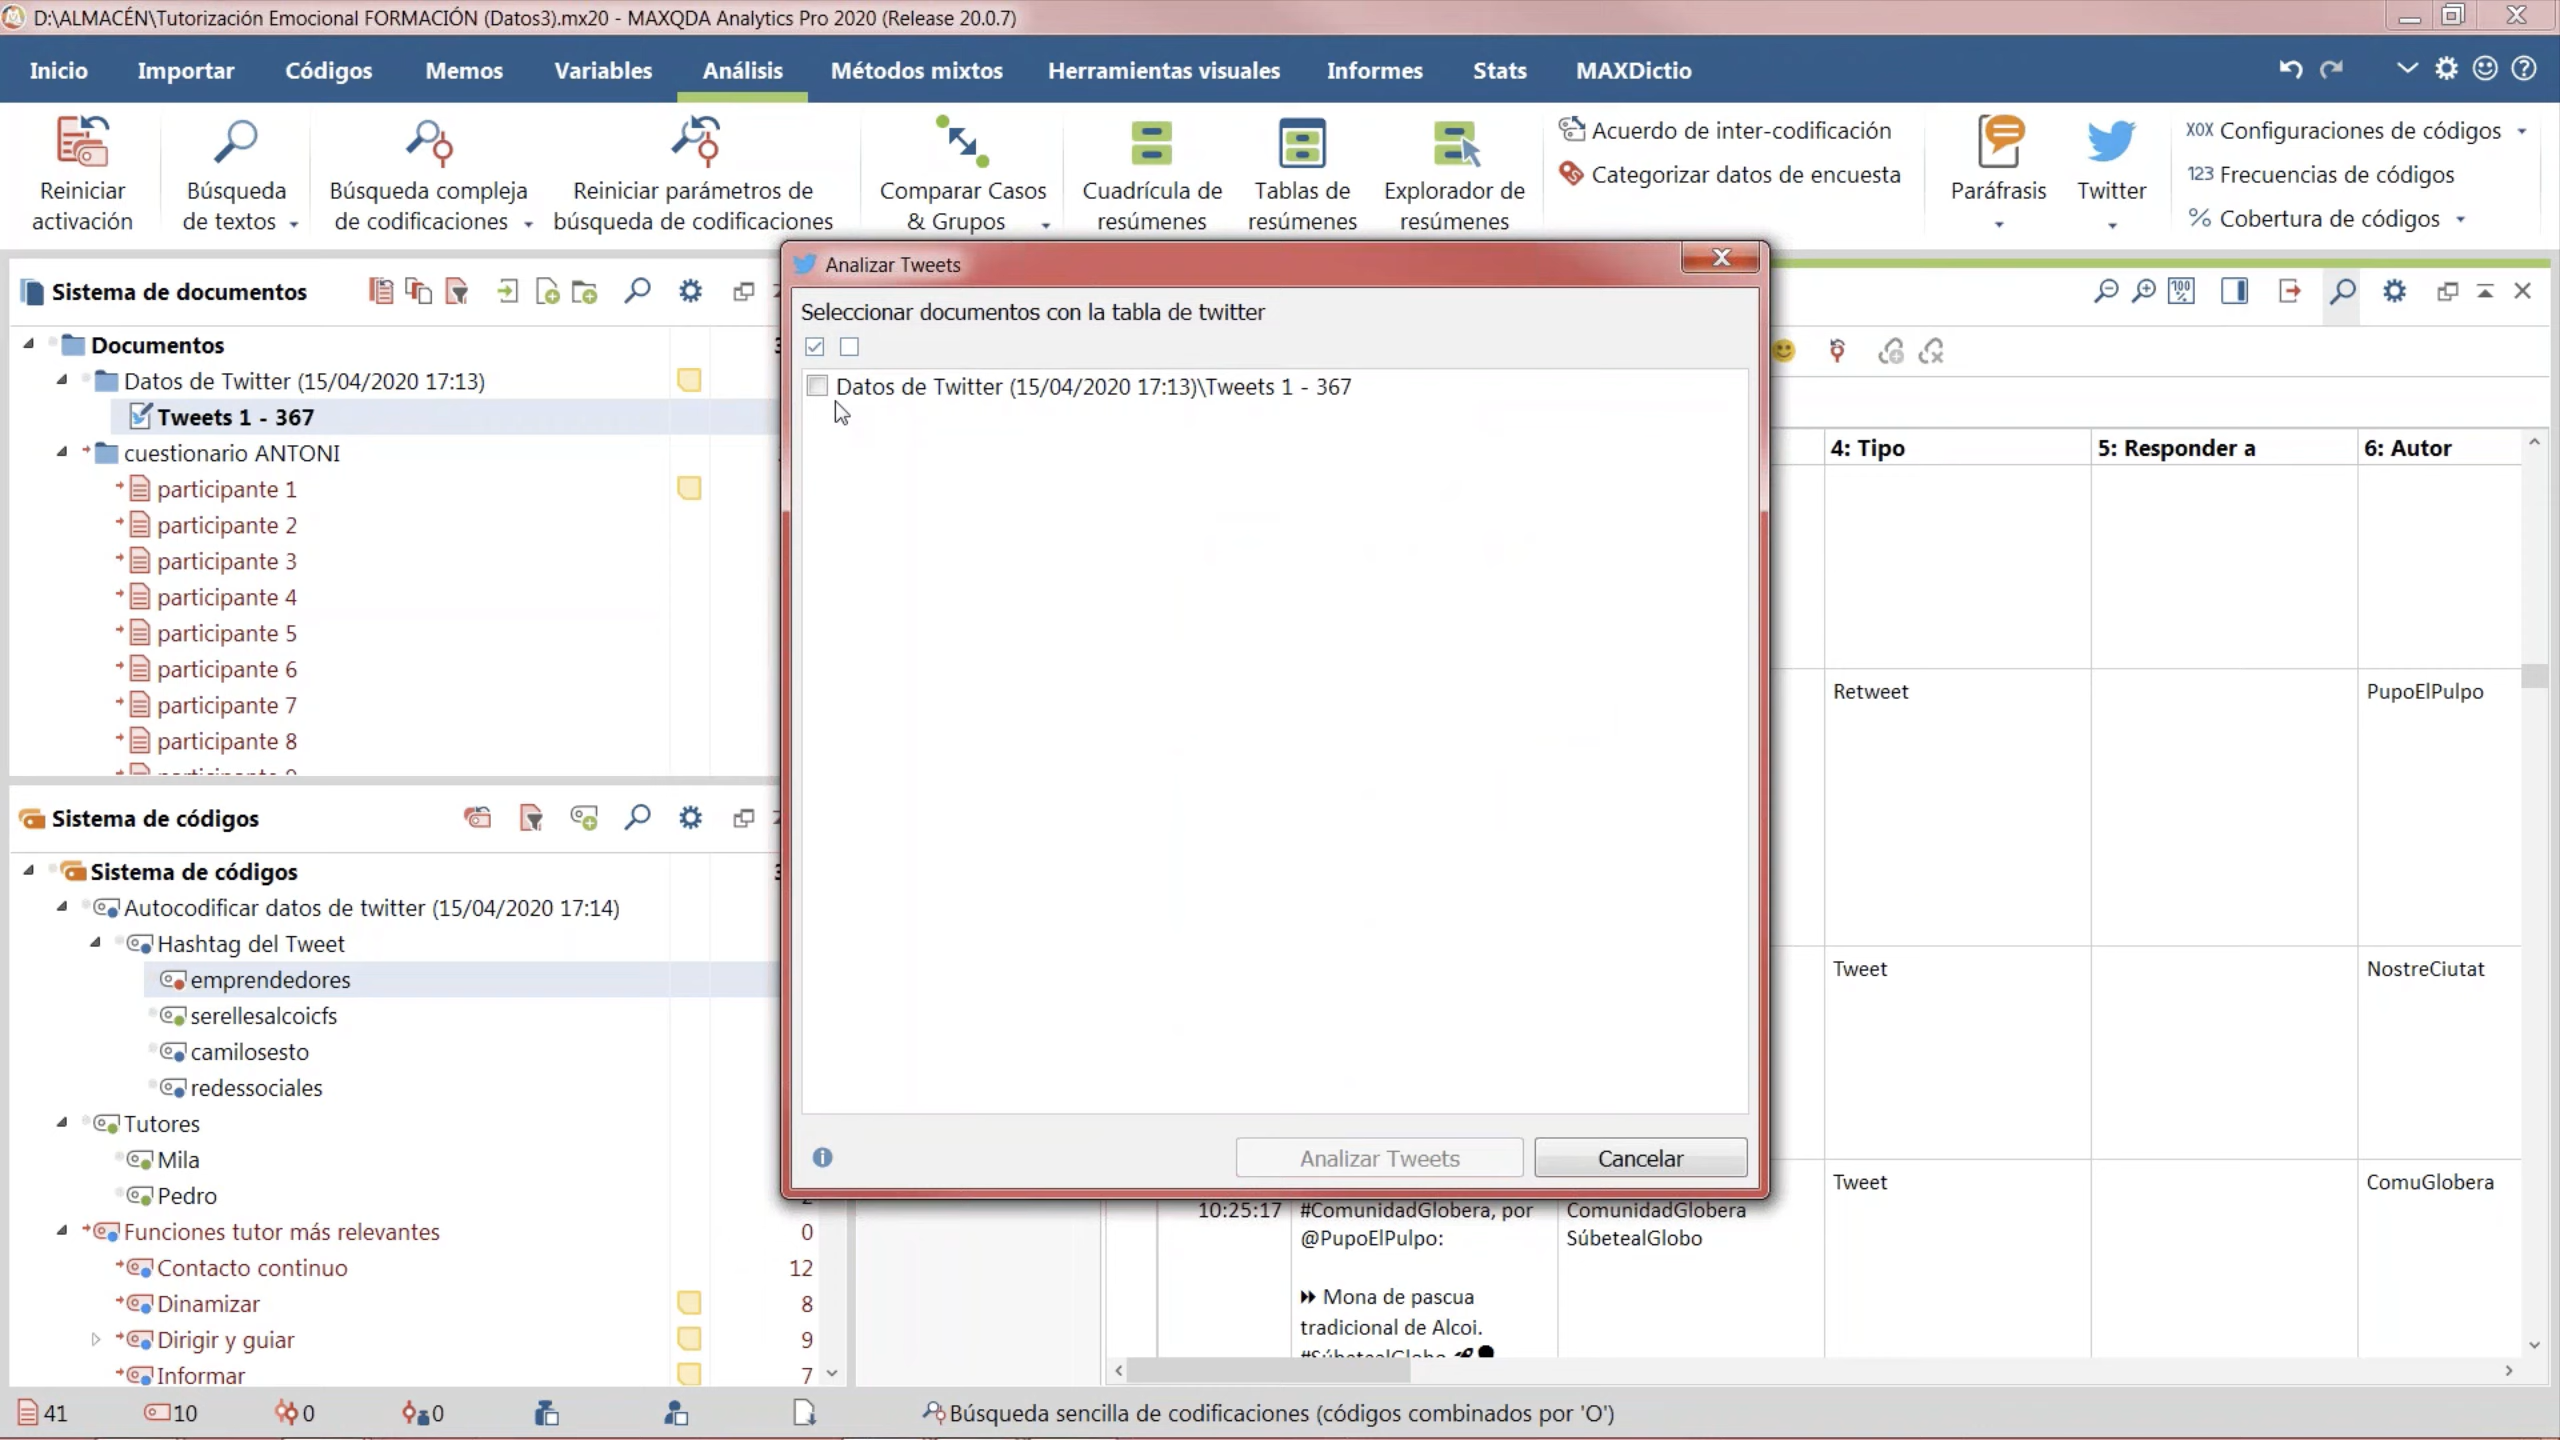 D:\ALMACÉN\Tutorización Emocional FORMACIÓN (Datos3).mx20 - MAXQDA Analytics Pro 2020 (Release 20.0.7)
Inicio Importar Códigos Memos Variables Análisis Métodos mixtos Herramientas visuales Informes Stats MAXDictio
Reiniciar activación
Búsqueda de textos
Búsqueda compleja de codificaciones
Reiniciar parámetros de búsqueda de codificaciones
Comparar Casos & Grupos
Cuadrícula de resúmenes
Tablas de resúmenes
Explorador de resúmenes
Acuerdo de inter-codificación
Categorizar datos de encuesta
Paráfrasis
Twitter
XOX Configuraciones de códigos
123 Frecuencias de códigos
% Cobertura de códigos
Sistema de documentos
Documentos
Datos de Twitter (15/04/2020 17:13)
Tweets 1 - 367
cuestionario ANTONI
participante 1
participante 2
participante 3
participante 4
participante 5
participante 6
participante 7
participante 8
Sistema de códigos
Sistema de códigos
Autocodificar datos de twitter (15/04/2020 17:14)
Hashtag del Tweet
emprendedores
serellesalcoicfs
camilosesto
redessociales
Tutores
Mila
Pedro
Funciones tutor más relevantes 0
Contacto continuo 12
Dinamizar 8
Dirigir y guiar 9
Informar 7
Analizar Tweets
Seleccionar documentos con la tabla de twitter
Datos de Twitter (15/04/2020 17:13)\Tweets 1 - 367
Analizar Tweets Cancelar
100 %
4: Tipo 5: Responder a 6: Autor
Retweet PupoElPulpo
Tweet NostreCiutat
Tweet ComuGlobera
10:25:17 #ComunidadGlobera, por ComunidadGlobera
@PupoElPulpo: SúbetealGlobo
Mona de pascua
tradicional de Alcoi.
#SúbetealGlobo
41 10 0 0 Búsqueda sencilla de codificaciones (códigos combinados por 'O')